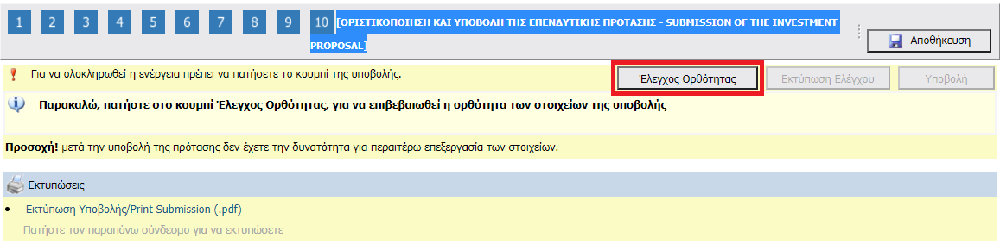 1 2 3 4 5 6 7 8 9 10 [ΟΡΙΣΤΙΚΟΠΟΙΗΣΗ ΚΑΙ ΥΠΟΒΟΛΗ ΤΗΣ ΕΠΕΝΔΥΤΙΚΗΣ ΠΡΟΤΑΣΗΣ - SUBMISSION OF THE INVESTMENT
PROPOSAL]
Αποθήκευση
Για να ολοκληρωθεί η ενέργεια πρέπει να πατήσετε το κουμπί της υποβολής.
Έλεγχος Ορθότητας Εκτύπωση Ελέγχου Υποβολή
Παρακαλώ, πατήστε στο κουμπί Έλεγχος Ορθότητας, για να επιβεβαιωθεί η ορθότητα των στοιχείων της υποβολής
Προσοχή! μετά την υποβολή της πρότασης δεν έχετε την δυνατότητα για περαιτέρω επεξεργασία των στοιχείων.
Εκτυπώσεις
• Εκτύπωση Υποβολής/Print Submission (.pdf)
Πατήστε τον παραπάνω σύνδεσμο για να εκτυπώσετε